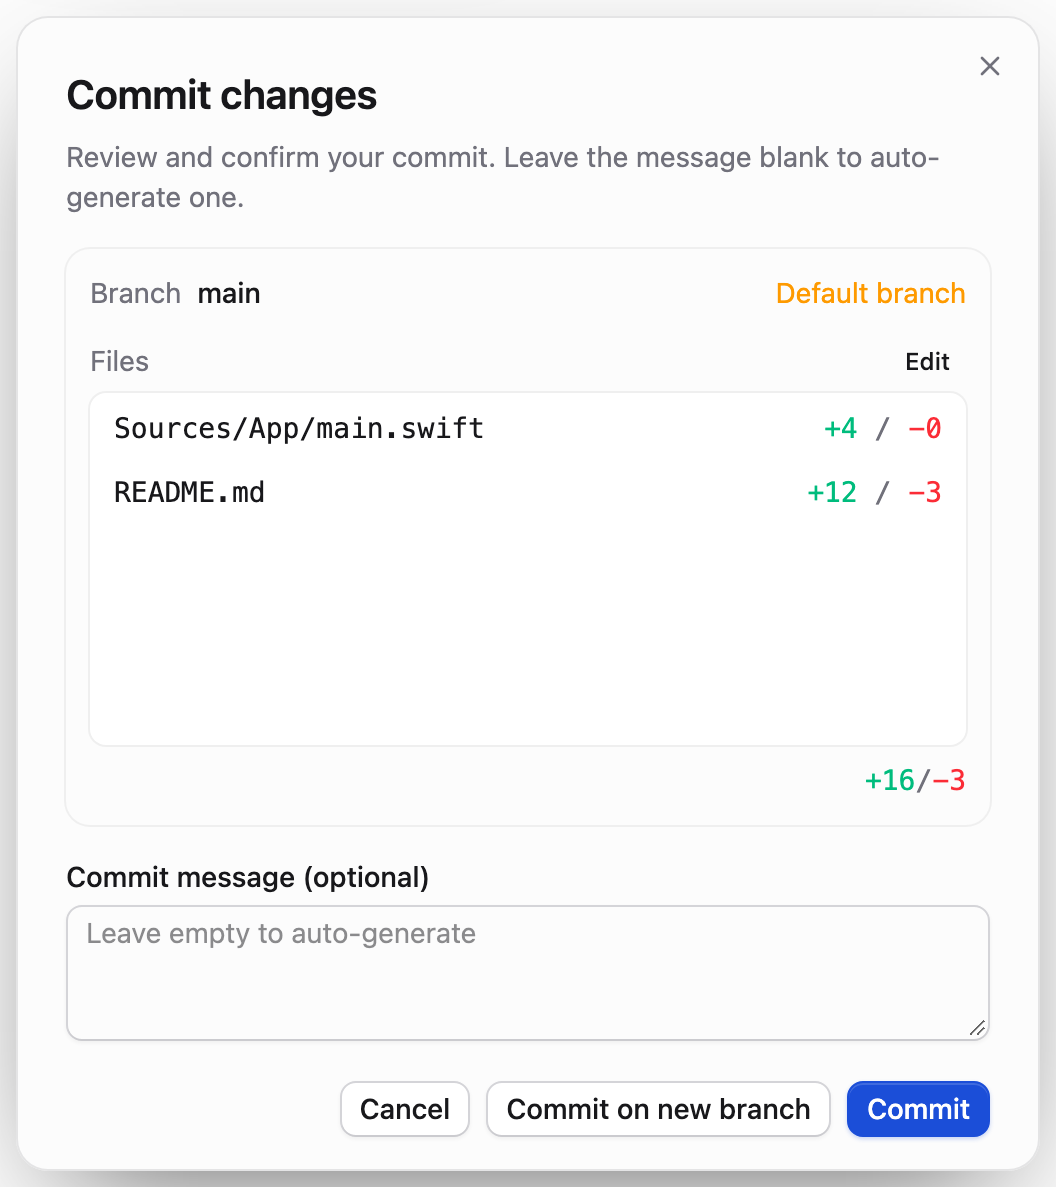 Commit changes
Review and confirm your commit. Leave the message blank to auto-
generate one.
Branch main Default branch
Files Edit
Sources/App/main.swift +4 / −0
README.md +12 / −3
+16/−3
Commit message (optional)
Leave empty to auto-generate
Cancel Commit on new branch Commit